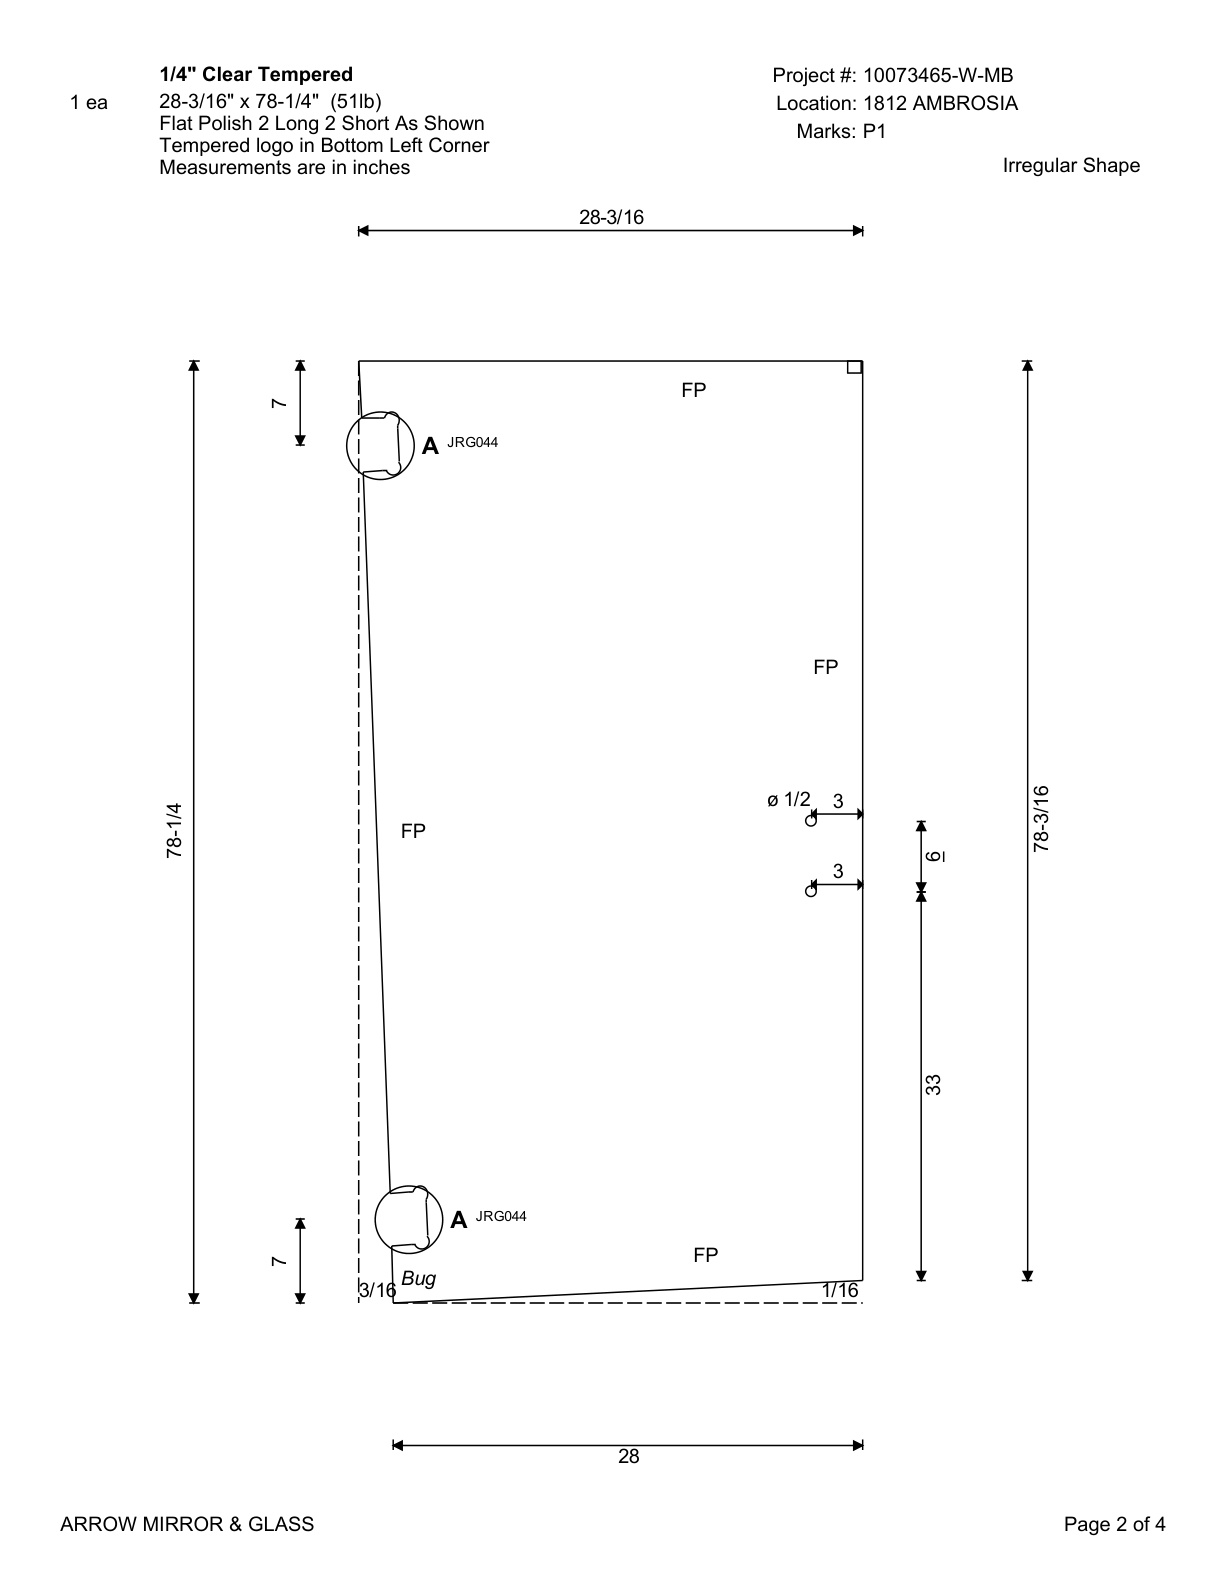 1/4" Clear Tempered
Project #: 10073465-W-MB
1 ea
28-3/16" x 78-1/4" (51lb)
Location: 1812 AMBROSIA
Flat Polish 2 Long 2 Short As Shown
Marks: P1
Tempered logo in Bottom Left Corner
Measurements are in inches
Irregular Shape
28-3/16
FP
7
A JRG044
FP
ø 1/2
3
78-1/4
78-3/16
FP
6
3
33
A JRG044
7
FP
Bug
3/16
1/16
28
ARROW MIRROR & GLASS
Page 2 of 4